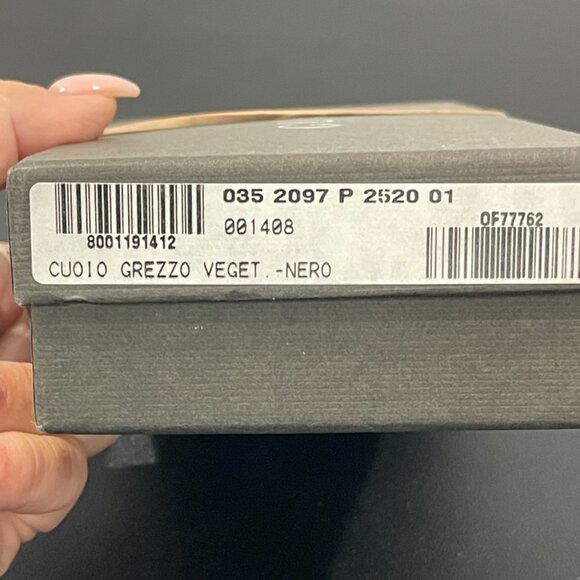 035 2097 P 2520 01
8001191412
001408
OF77762
CUOIO GREZZO VEGET.-NERO